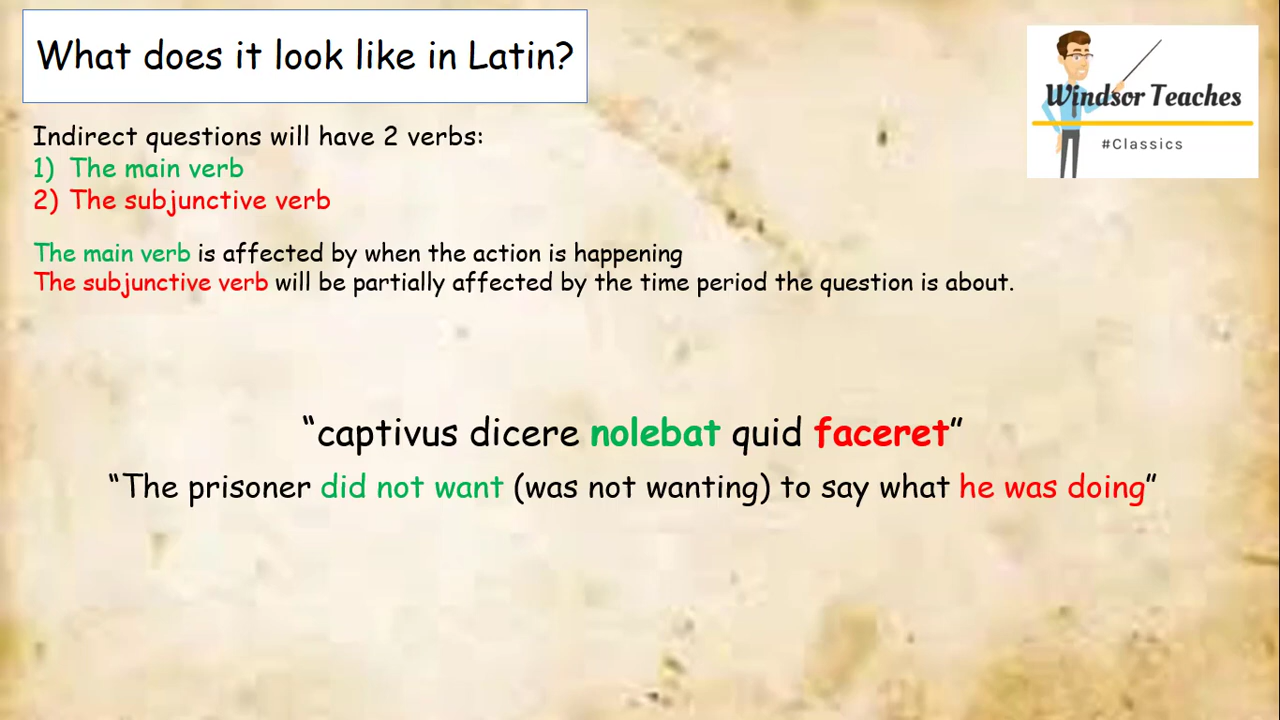 What does it look like in Latin?
Windsor Teaches
#Classics
Indirect questions will have 2 verbs:
1) The main verb
2) The subjunctive verb
The main verb is affected by when the action is happening
The subjunctive verb will be partially affected by the time period the question is about.
“captivus dicere nolebat quid faceret”
“The prisoner did not want (was not wanting) to say what he was doing”